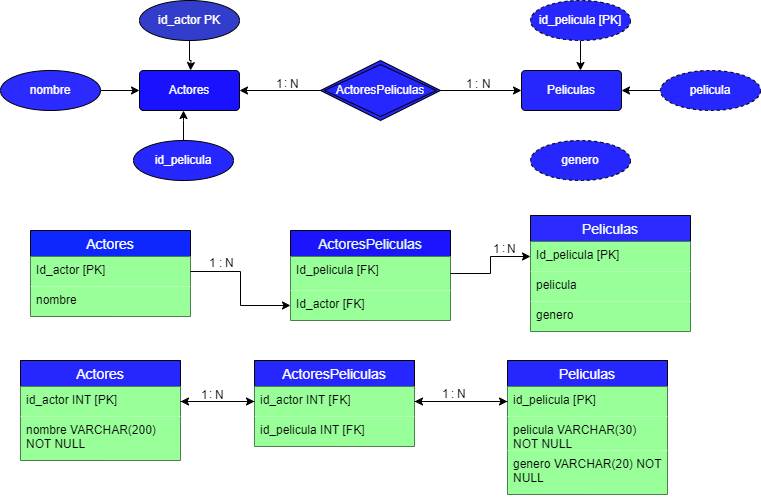 id_actor PK
id_pelicula [PK]
nombre
Actores
1: N
ActoresPeliculas
1: N
Peliculas
pelicula
id_pelicula
genero
Actores
Id_actor [PK]
nombre
1 : N
ActoresPeliculas
Id_pelicula [FK]
Id_actor [FK]
1: N
Peliculas
Id_pelicula [PK]
pelicula
genero
Actores
id_actor INT [PK]
nombre VARCHAR(200)
NOT NULL
1: N
ActoresPeliculas
id_actor INT [FK]
id_pelicula INT [FK]
1: N
Peliculas
id_pelicula [PK]
pelicula VARCHAR(30)
NOT NULL
genero VARCHAR(20) NOT
NULL